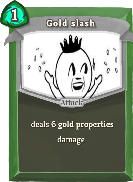 1
Gold slash
Attack
deals 6 gold properties
damage